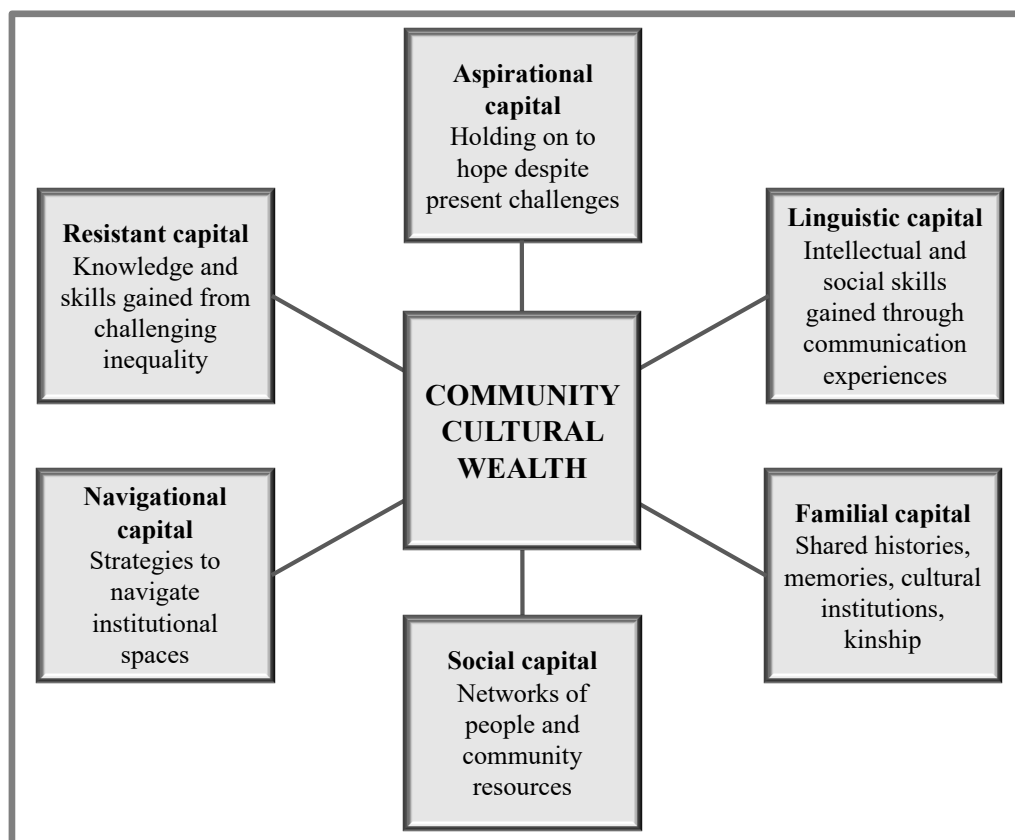 Aspirational
capital
Holding on to
hope despite
present challenges
Resistant capital
Knowledge and
skills gained from
challenging
inequality
Linguistic capital
Intellectual and
social skills
gained through
communication
experiences
COMMUNITY
CULTURAL
WEALTH
Navigational
capital
Strategies to
navigate
institutional
spaces
Familial capital
Shared histories,
memories, cultural
institutions,
kinship
Social capital
Networks of
people and
community
resources